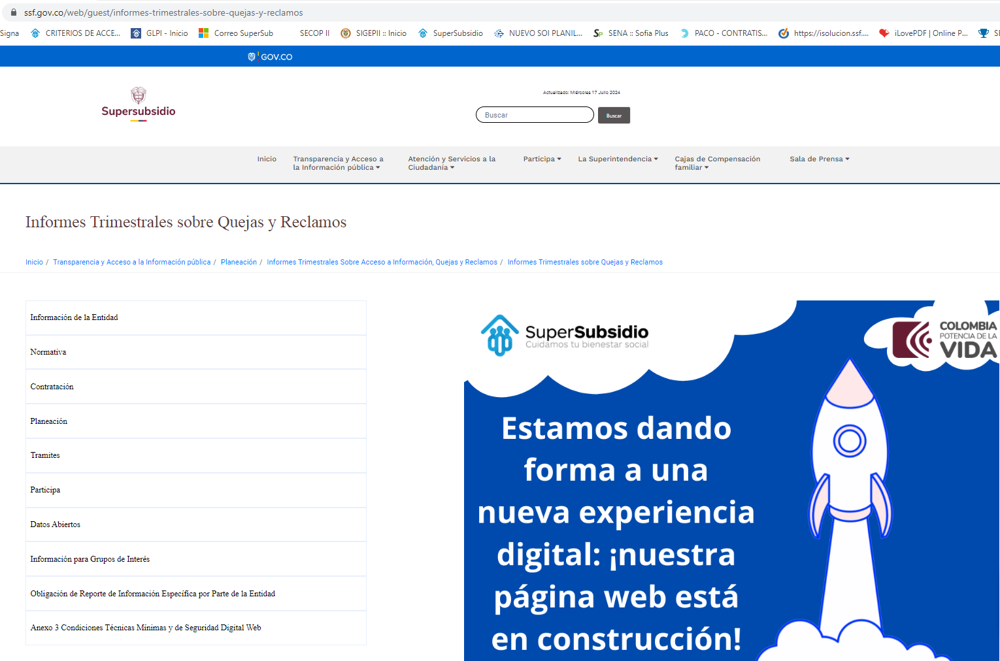 ssf.gov.co/web/guest/informes-trimestrales-sobre-quejas-y-reclamos
Signa CRITERIOS DE ACCE... GLPI - Inicio Correo SuperSub SECOP II SIGEPII :: Inicio SuperSubsidio NUEVO SOI PLANIL... SENA :: Sofia Plus PACO - CONTRATIS... https://isolucion.ssf.... iLovePDF | Online P... SE
GOV.CO
Supersubsidio
Actualizado: Miércoles 17 Julio 2024
Buscar Buscar
Inicio Transparencia y Acceso a Atención y Servicios a la Participa La Superintendencia Cajas de Compensación Sala de Prensa
la Información pública Ciudadanía familiar
Informes Trimestrales sobre Quejas y Reclamos
Inicio / Transparencia y Acceso a la Información pública / Planeación / Informes Trimestrales Sobre Acceso a Información, Quejas y Reclamos / Informes Trimestrales sobre Quejas y Reclamos
Información de la Entidad
Normativa
Contratación
Planeación
Tramites
Participa
Datos Abiertos
Información para Grupos de Interés
Obligación de Reporte de Información Específica por Parte de la Entidad
Anexo 3 Condiciones Técnicas Mínimas y de Seguridad Digital Web
SuperSubsidio
Cuidamos tu bienestar social
COLOMBIA
POTENCIA DE LA
VIDA
Estamos dando
forma a una
nueva experiencia
digital: ¡nuestra
página web está
en construcción!